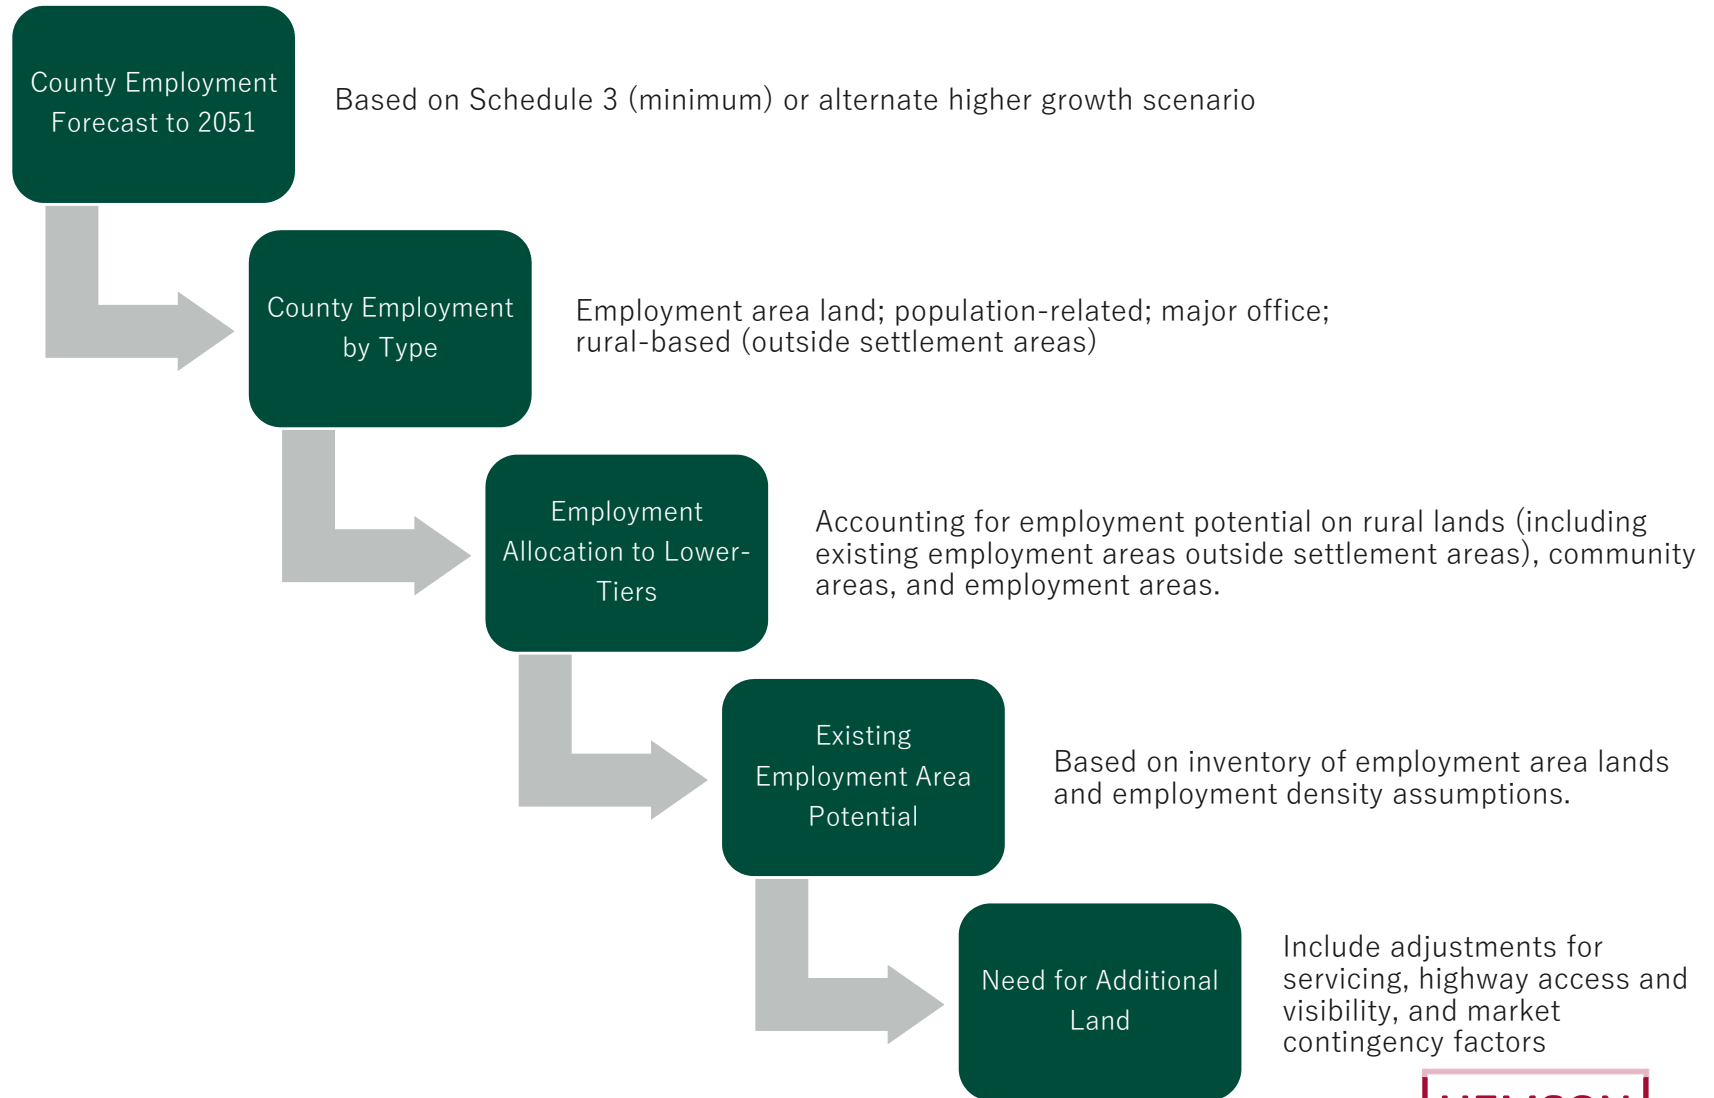 County Employment
Forecast to 2051
Based on Schedule 3 (minimum) or alternate higher growth scenario
County Employment
by Type
Employment area land; population-related; major office;
rural-based (outside settlement areas)
Employment
Allocation to Lower-
Tiers
Accounting for employment potential on rural lands (including
existing employment areas outside settlement areas), community
areas, and employment areas.
Existing
Employment Area
Potential
Based on inventory of employment area lands
and employment density assumptions.
Need for Additional
Land
Include adjustments for
servicing, highway access and
visibility, and market
contingency factors